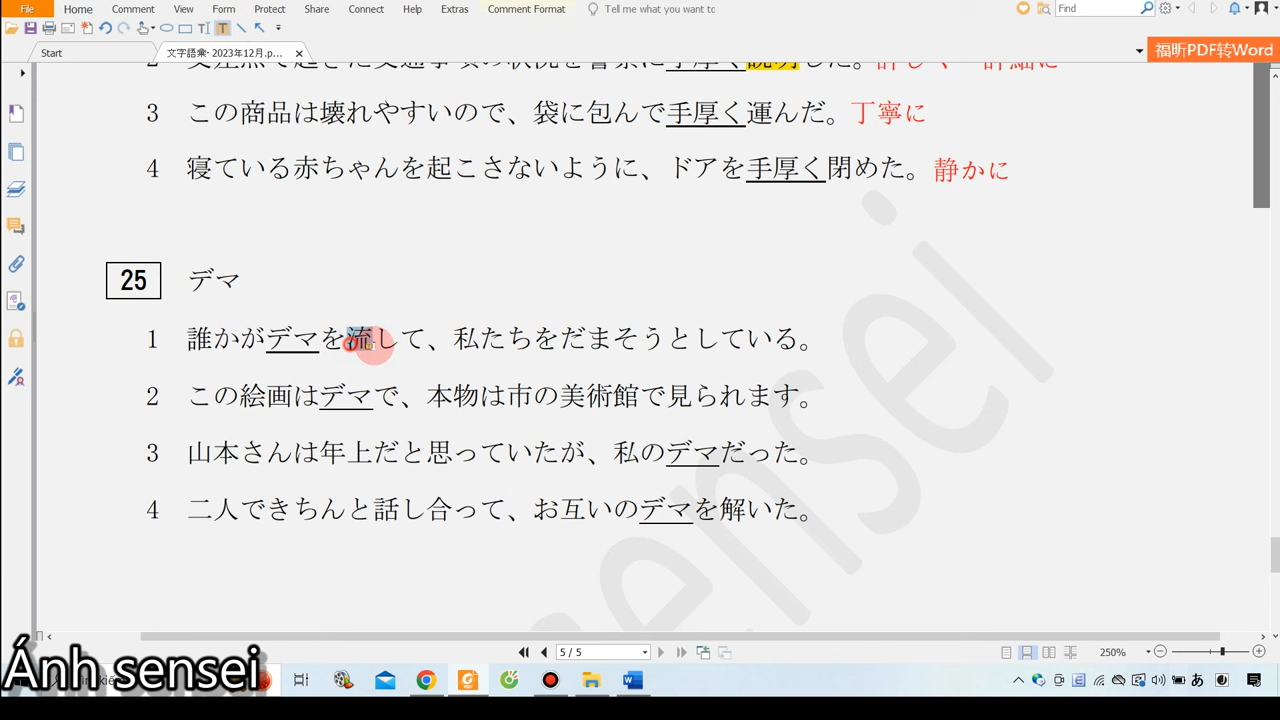 File Home Comment View Form Protect Share Connect Help Extras Comment Format Tell me what you want to Find
Start 文字語彙- 2023年12月.p... 福昕PDF转Word
3 この商品は壊れやすいので、袋に包んで手厚く運んだ。丁寧に
4 寝ている赤ちゃんを起こさないように、ドアを手厚く閉めた。静かに
25 デマ
1 誰かがデマを流して、私たちをだまそうとしている。
2 この絵画はデマで、本物は市の美術館で見られます。
3 山本さんは年上だと思っていたが、私のデマだった。
4 二人できちんと話し合って、お互いのデマを解いた。
sensei
5 / 5 250%
Ánh sensei